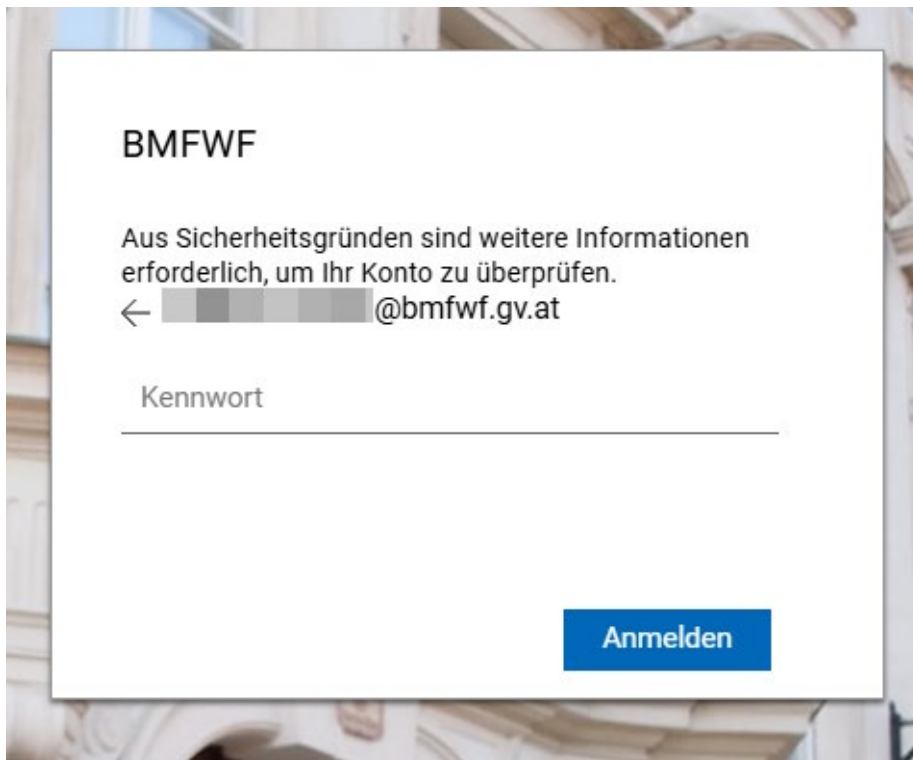 BMFWF
Aus Sicherheitsgründen sind weitere Informationen
erforderlich, um Ihr Konto zu überprüfen.
← @bmfwf.gv.at
Kennwort
Anmelden